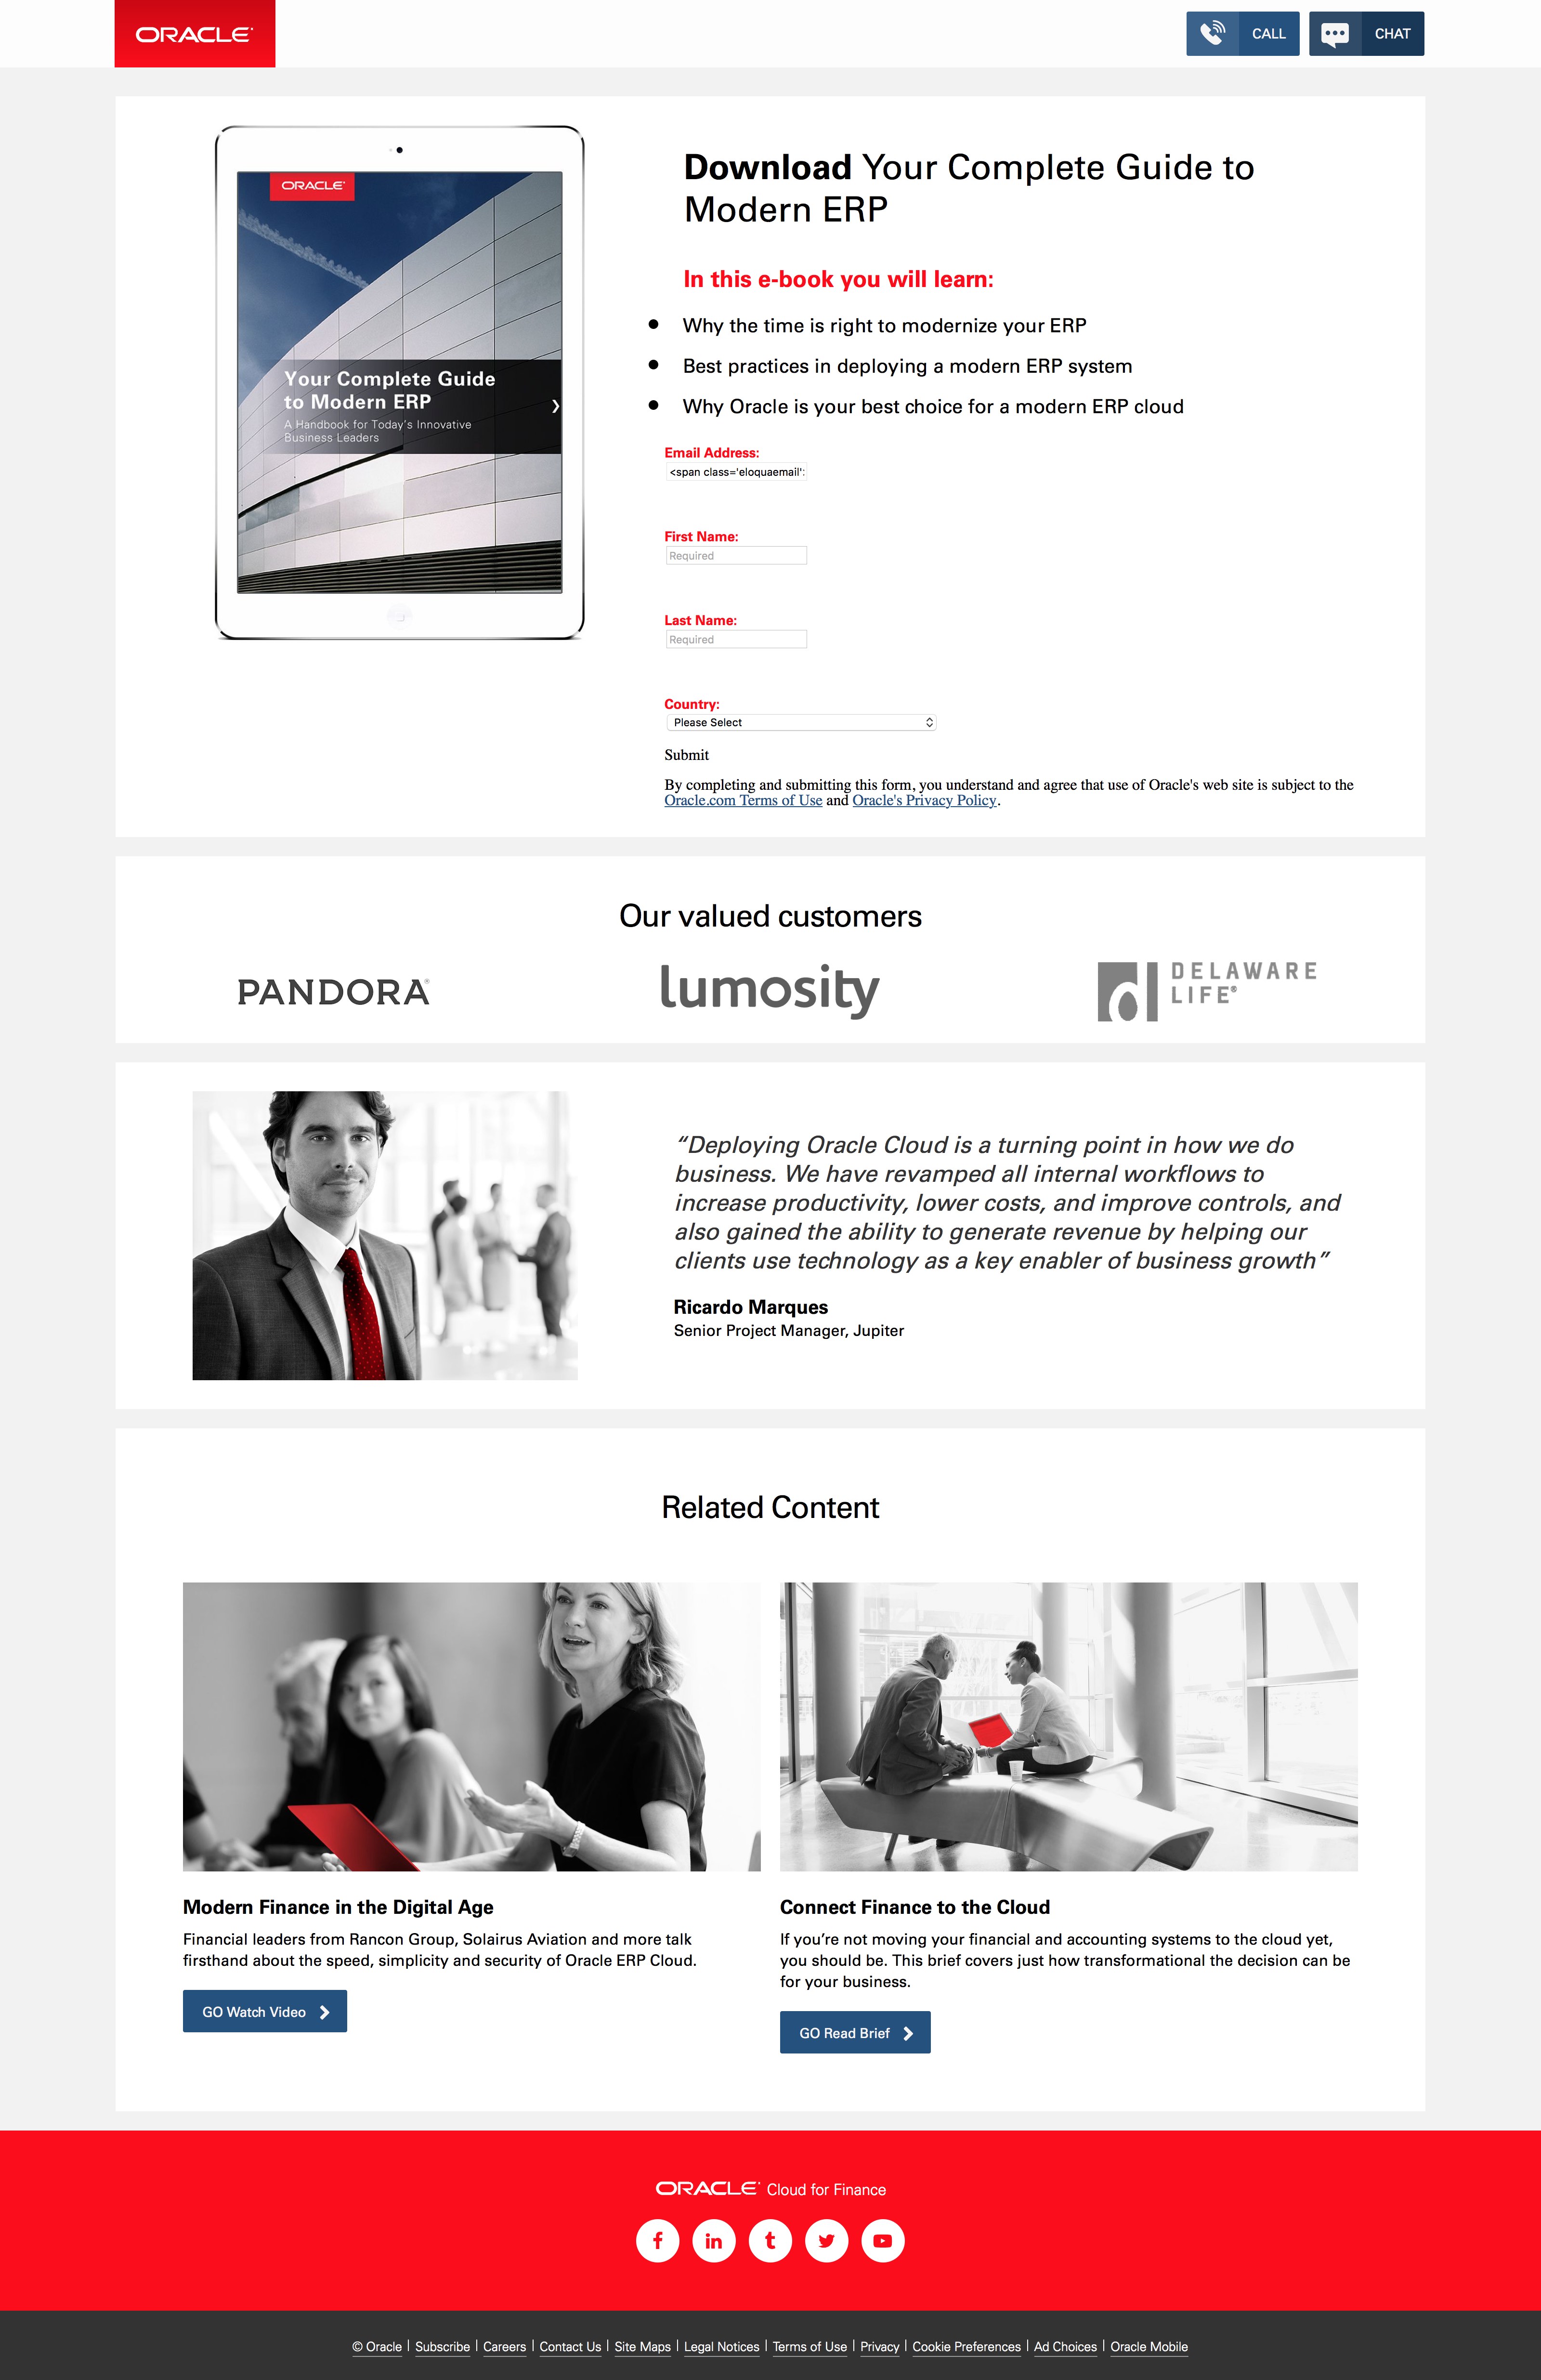 ORACLE®
CALL
CHAT
ORACLE®
Your Complete Guide
to Modern ERP
A Handbook for Today's Innovative
Business Leaders
Download Your Complete Guide to
Modern ERP
In this e-book you will learn:
• Why the time is right to modernize your ERP
• Best practices in deploying a modern ERP system
• Why Oracle is your best choice for a modern ERP cloud
Email Address:
<span class='eloquaemail':
First Name:
Required
Last Name:
Required
Country:
Please Select
Submit
By completing and submitting this form, you understand and agree that use of Oracle's web site is subject to the
Oracle.com Terms of Use and Oracle's Privacy Policy.
Our valued customers
PANDORA®
lumosity
DELAWARE
LIFE®
“Deploying Oracle Cloud is a turning point in how we do
business. We have revamped all internal workflows to
increase productivity, lower costs, and improve controls, and
also gained the ability to generate revenue by helping our
clients use technology as a key enabler of business growth”
Ricardo Marques
Senior Project Manager, Jupiter
Related Content
Modern Finance in the Digital Age
Financial leaders from Rancon Group, Solairus Aviation and more talk
firsthand about the speed, simplicity and security of Oracle ERP Cloud.
GO Watch Video
Connect Finance to the Cloud
If you’re not moving your financial and accounting systems to the cloud yet,
you should be. This brief covers just how transformational the decision can be
for your business.
GO Read Brief
ORACLE® Cloud for Finance
© Oracle | Subscribe | Careers | Contact Us | Site Maps | Legal Notices | Terms of Use | Privacy | Cookie Preferences | Ad Choices | Oracle Mobile